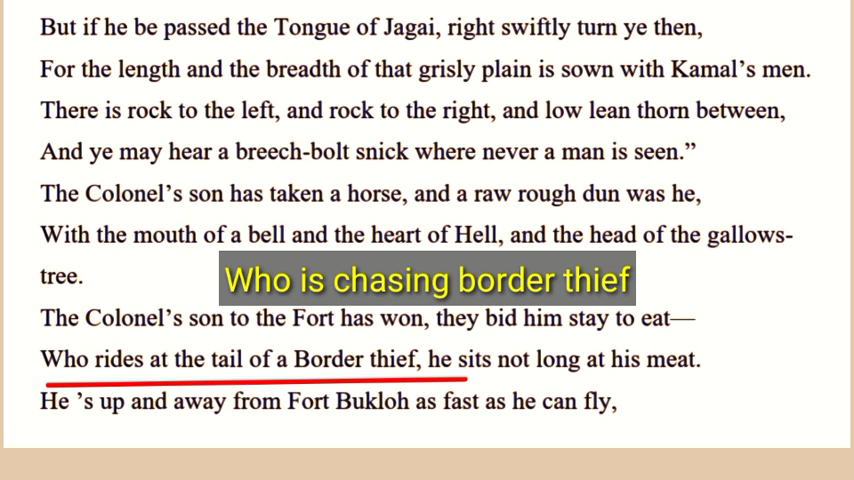 But if he be passed the Tongue of Jagai, right swiftly turn ye then,
For the length and the breadth of that grisly plain is sown with Kamal’s men.
There is rock to the left, and rock to the right, and low lean thorn between,
And ye may hear a breech-bolt snick where never a man is seen.”
The Colonel’s son has taken a horse, and a raw rough dun was he,
With the mouth of a bell and the heart of Hell, and the head of the gallows-
tree.
Who is chasing border thief
The Colonel’s son to the Fort has won, they bid him stay to eat—
Who rides at the tail of a Border thief, he sits not long at his meat.
He ’s up and away from Fort Bukloh as fast as he can fly,